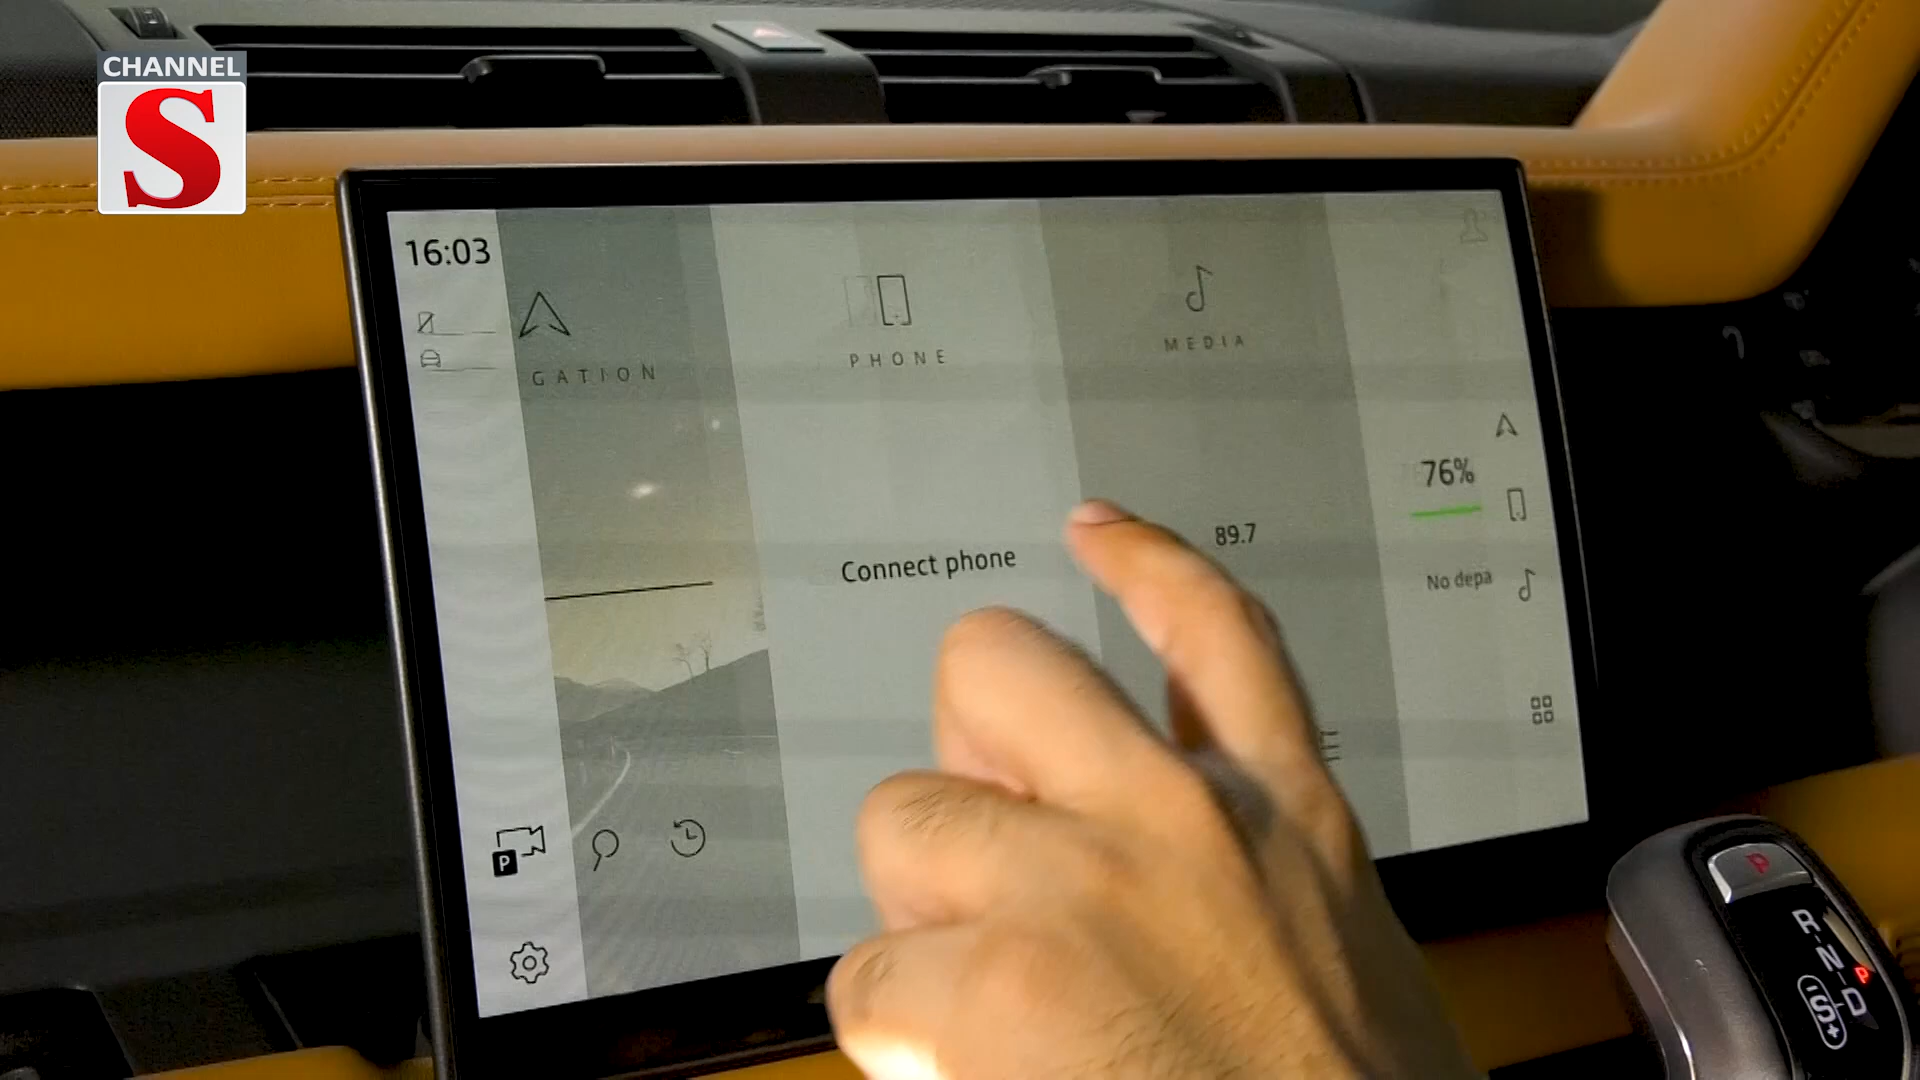 CHANNEL
S
16:03
GATION
PHONE
MEDIA
76%
89.7
Connect phone
No depa
P
P
R
N
P
D
S